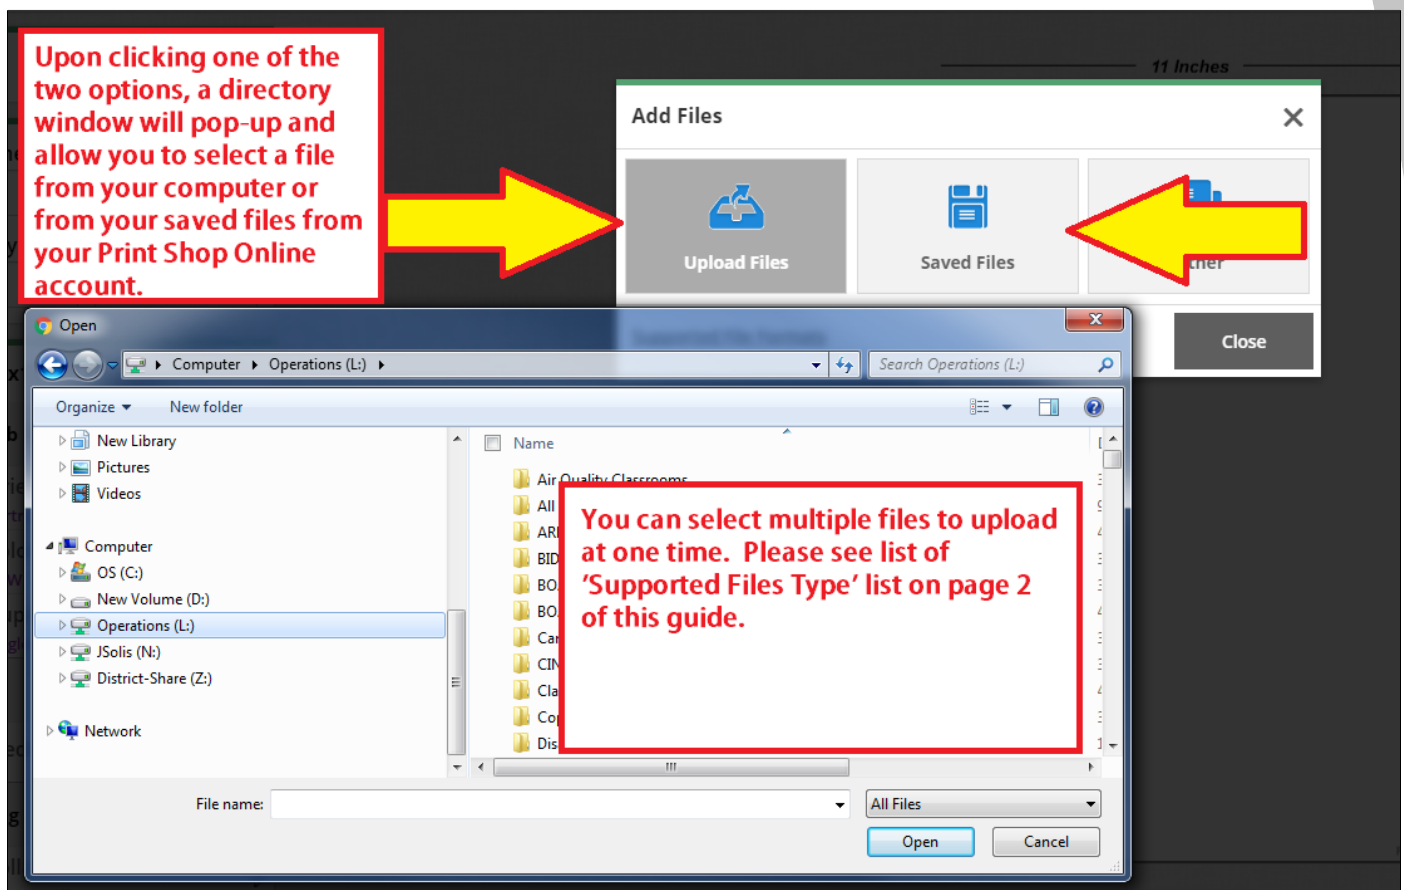 Upon clicking one of the
two options, a directory
window will pop-up and
allow you to select a file
from your computer or
from your saved files from
your Print Shop Online
account.
11 Inches
Add Files
Upload Files
Saved Files
Close
Open
Computer
Operations (L:)
Search Operations (L:)
Organize
New folder
New Library
Pictures
Videos
Computer
OS (C:)
New Volume (D:)
Operations (L:)
JSolis (N:)
District-Share (Z:)
Network
Name
Air Quality Classrooms
All
You can select multiple files to upload
at one time.  Please see list of
‘Supported Files Type’ list on page 2
of this guide.
File name:
All Files
Open
Cancel